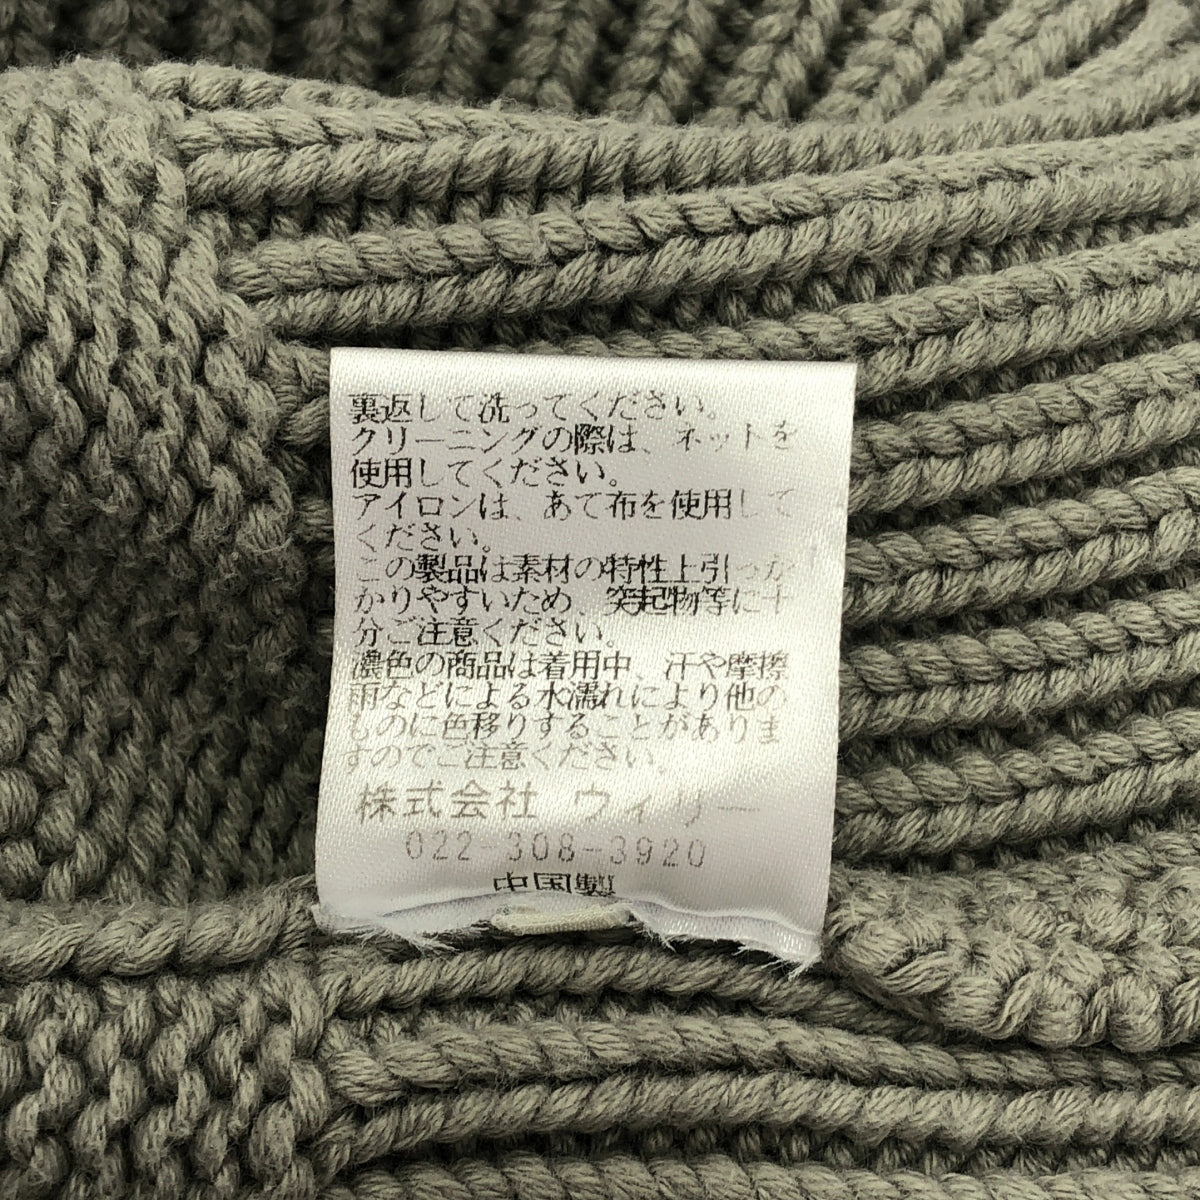 裏返して洗ってください。
クリーニングの際は、ネットを
使用してください。
アイロンは、あて布を使用して
ください。
この製品は素材の特性上引っか
かりやすいため、突起物等に十
分ご注意ください。
濃色の商品は着用中、汗や摩擦
雨などによる水濡れにより他の
ものに色移りすることがありま
すのでご注意ください。
株式会社 ウィリー
022-308-3920
中国製